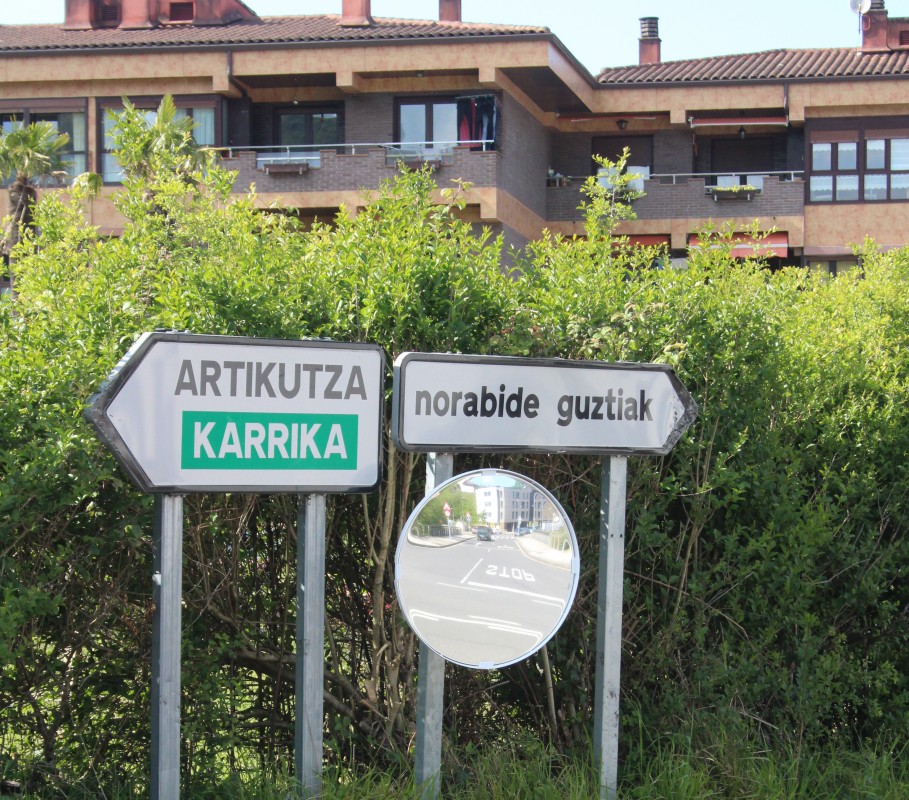 ARTIKUTZA
KARRIKA
norabide guztiak
STOP